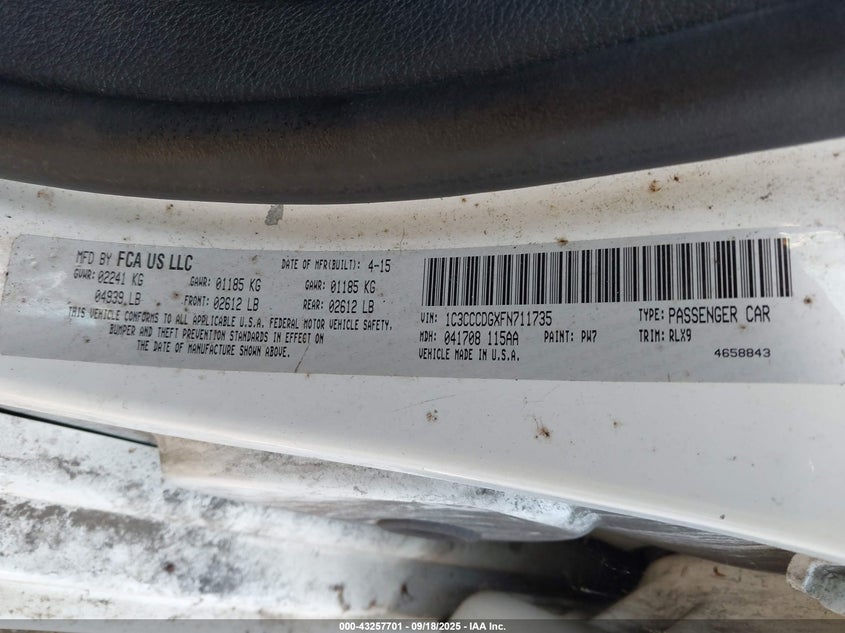 MFD BY FCA US LLC
DATE OF MFR(BUILT): 4-15
GVWR: 02241 KG GAWR: 01185 KG GAWR: 01185 KG
04939 LB FRONT: 02612 LB REAR: 02612 LB
THIS VEHICLE CONFORMS TO ALL APPLICABLE U.S.A. FEDERAL MOTOR VEHICLE SAFETY,
BUMPER AND THEFT PREVENTION STANDARDS IN EFFECT ON
THE DATE OF MANUFACTURE SHOWN ABOVE.
VIN: 1C3CCCDGXFN711735 TYPE: PASSENGER CAR
MDH: 041708 115AA PAINT: PW7 TRIM: RLX9
VEHICLE MADE IN U.S.A. 4658843
000-43257701 - 09/18/2025 - IAA Inc.